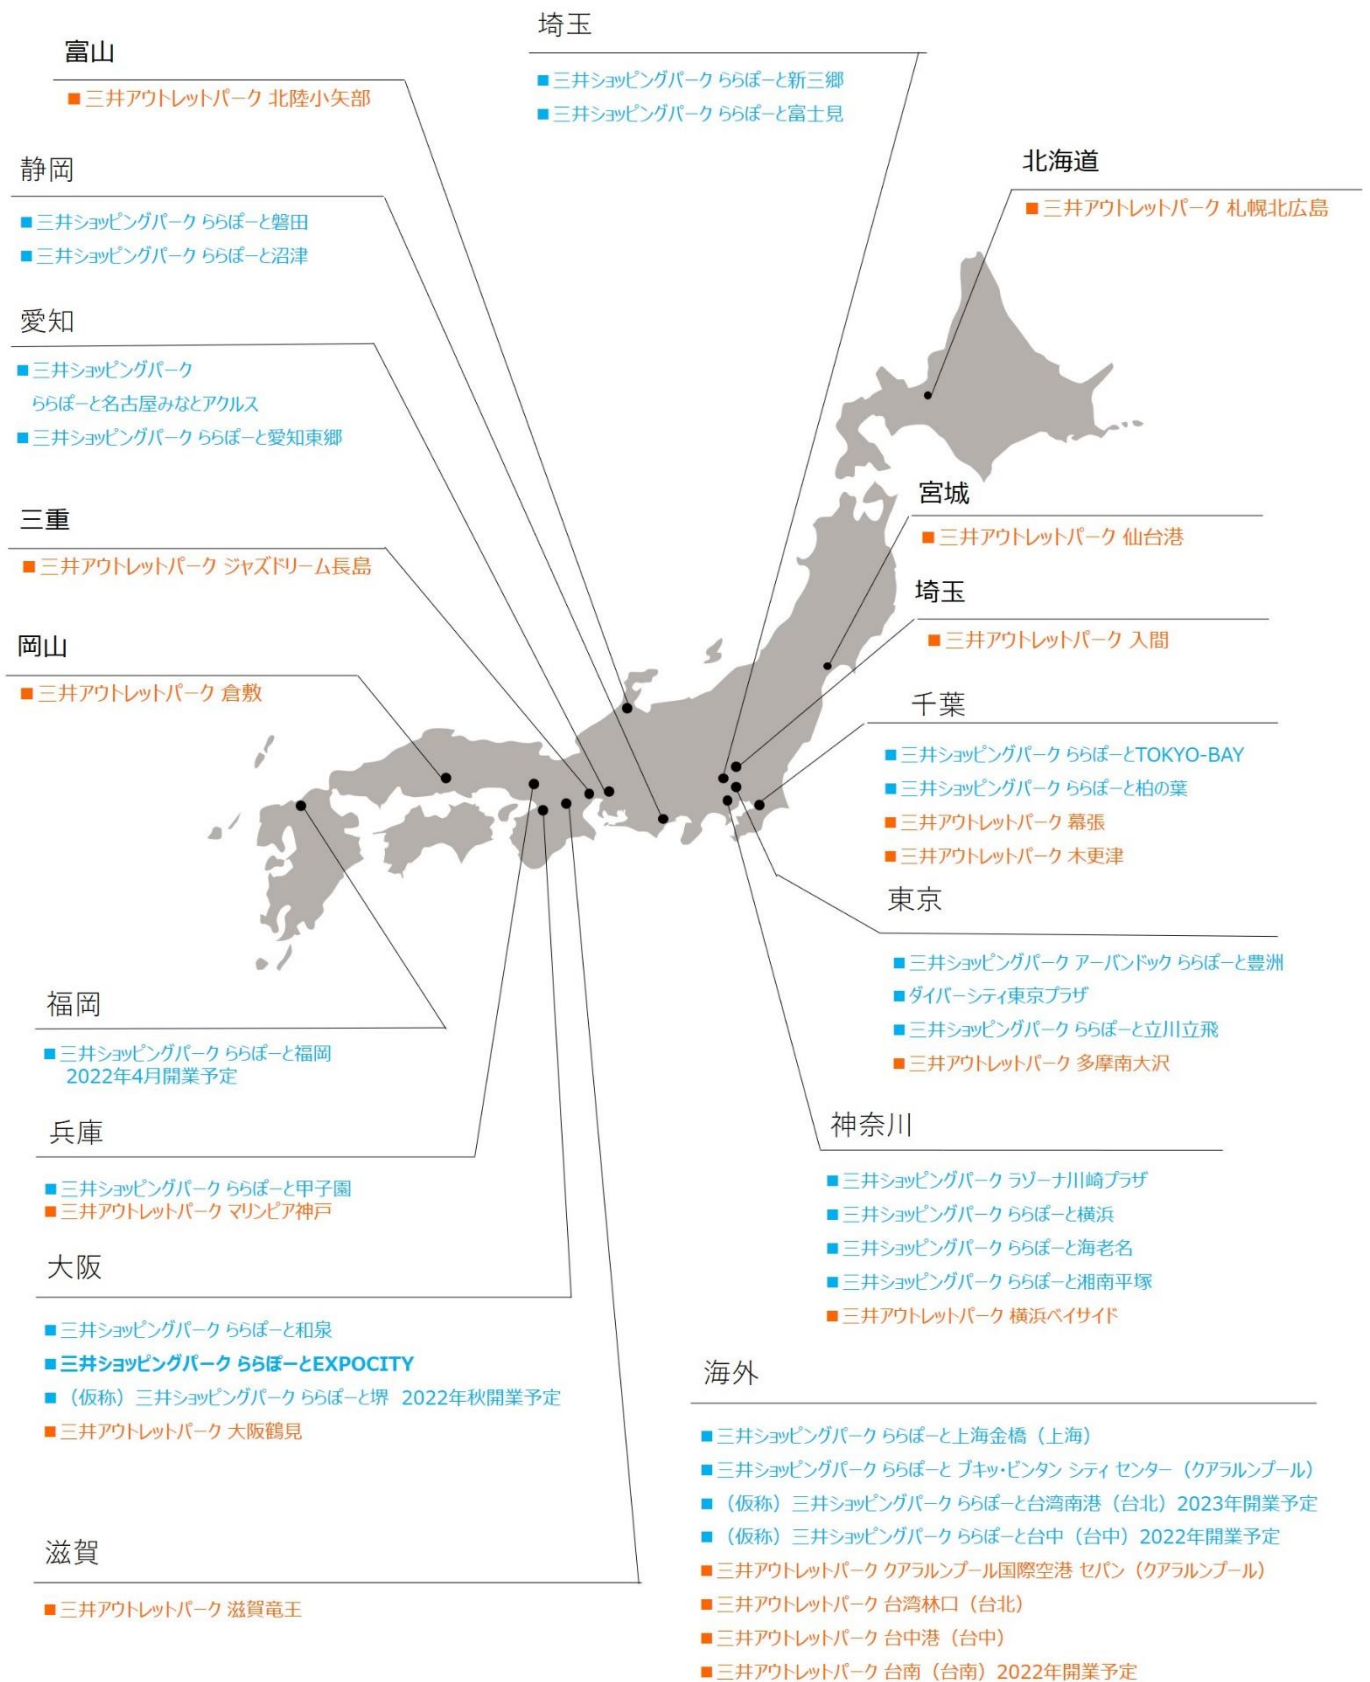 富山
■三井アウトレットパーク 北陸小矢部
埼玉
■三井ショッピングパーク ららぽーと新三郷
■三井ショッピングパーク ららぽーと富士見
静岡
■三井ショッピングパーク ららぽーと磐田
■三井ショッピングパーク ららぽーと沼津
北海道
■三井アウトレットパーク 札幌北広島
愛知
■三井ショッピングパーク
ららぽーと名古屋みなとアクルス
■三井ショッピングパーク ららぽーと愛知東郷
三重
■三井アウトレットパーク ジャズドリーム長島
岡山
■三井アウトレットパーク 倉敷
宮城
■三井アウトレットパーク 仙台港
埼玉
■三井アウトレットパーク 入間
千葉
■三井ショッピングパーク ららぽーとTOKYO-BAY
■三井ショッピングパーク ららぽーと柏の葉
■三井アウトレットパーク 幕張
■三井アウトレットパーク 木更津
東京
■三井ショッピングパーク アーバンドック ららぽーと豊洲
■ダイバーシティ東京プラザ
■三井ショッピングパーク ららぽーと立川立飛
■三井アウトレットパーク 多摩南大沢
福岡
■三井ショッピングパーク ららぽーと福岡
2022年4月開業予定
兵庫
■三井ショッピングパーク ららぽーと甲子園
■三井アウトレットパーク マリンピア神戸
大阪
■三井ショッピングパーク ららぽーと和泉
■三井ショッピングパーク ららぽーとEXPOCITY
■（仮称）三井ショッピングパーク ららぽーと堺 2022年秋開業予定
■三井アウトレットパーク 大阪鶴見
滋賀
■三井アウトレットパーク 滋賀竜王
神奈川
■三井ショッピングパーク ラゾーナ川崎プラザ
■三井ショッピングパーク ららぽーと横浜
■三井ショッピングパーク ららぽーと海老名
■三井ショッピングパーク ららぽーと湘南平塚
■三井アウトレットパーク 横浜ベイサイド
海外
■三井ショッピングパーク ららぽーと上海金橋（上海）
■三井ショッピングパーク ららぽーと ブキッ・ビンタン シティ センター（クアラルンプール）
■（仮称）三井ショッピングパーク ららぽーと台湾南港（台北）2023年開業予定
■（仮称）三井ショッピングパーク ららぽーと台中（台中）2022年開業予定
■三井アウトレットパーク クアラルンプール国際空港 セパン（クアラルンプール）
■三井アウトレットパーク 台湾林口（台北）
■三井アウトレットパーク 台中港（台中）
■三井アウトレットパーク 台南（台南）2022年開業予定